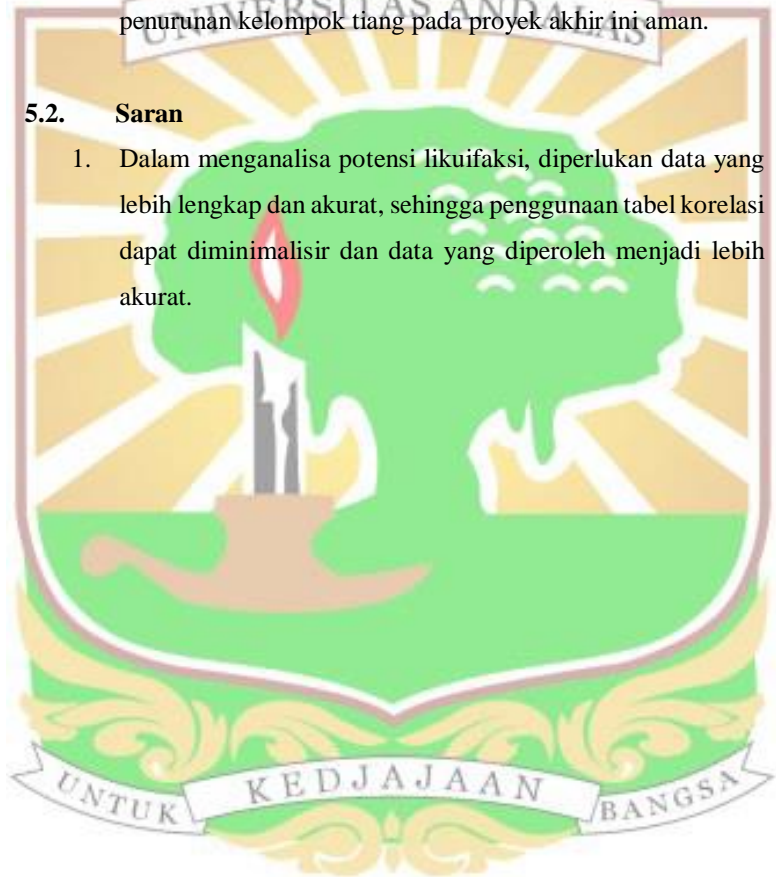 UNIVERSITAS ANDALAS
penurunan kelompok tiang pada proyek akhir ini aman.
5.2. Saran
1. Dalam menganalisa potensi likuifaksi, diperlukan data yang
lebih lengkap dan akurat, sehingga penggunaan tabel korelasi
dapat diminimalisir dan data yang diperoleh menjadi lebih
akurat.
UNTUK KEDJAJAAN BANGSA